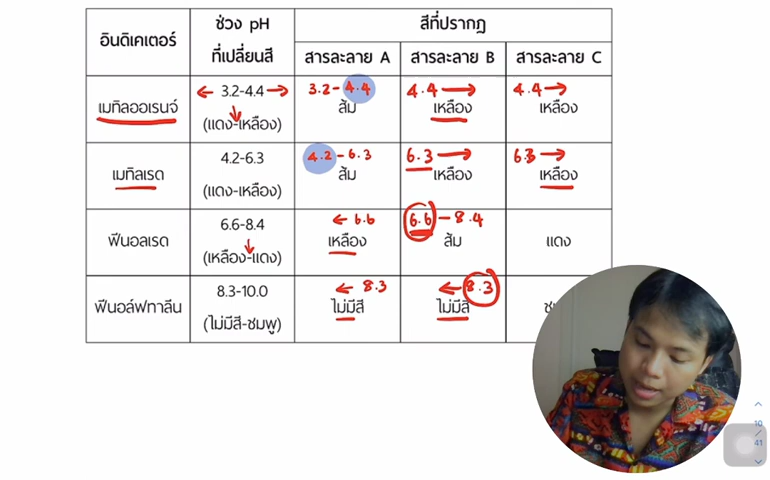 อินดิเคเตอร์
ช่วง pH
ที่เปลี่ยนสี
สีที่ปรากฏ
สารละลาย A
สารละลาย B
สารละลาย C
เมทิลออเรนจ์
← 3.2-4.4 →
(แดง-เหลือง)
3.2 - 4.4
ส้ม
4.4 →
เหลือง
4.4 →
เหลือง
เมทิลเรด
4.2-6.3
(แดง-เหลือง)
4.2 - 6.3
ส้ม
6.3 →
เหลือง
6.3 →
เหลือง
ฟีนอลเรด
6.6-8.4
(เหลือง-แดง)
← 6.6
เหลือง
6.6 - 8.4
ส้ม
แดง
ฟีนอล์ฟทาลีน
8.3-10.0
(ไม่มีสี-ชมพู)
← 8.3
ไม่มีสี
← 8.3
ไม่มีสี
10
/
41